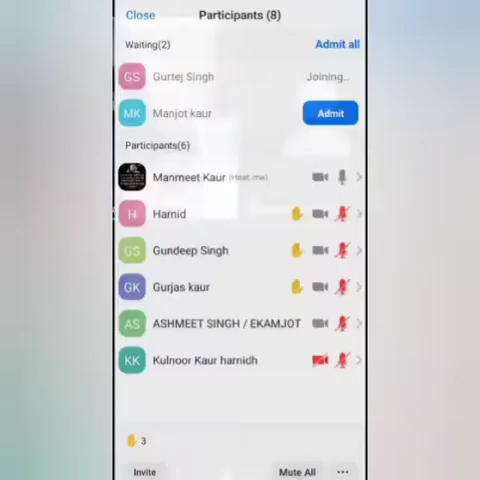 Close Participants (8)
Waiting(2) Admit all
GS Gurtej Singh Joining...
MK Manjot kaur Admit
Participants(6)
Manmeet Kaur (Host, me)
H Harnid
GS Gundeep Singh
GK Gurjas kaur
AS ASHMEET SINGH / EKAMJOT
KK Kulnoor Kaur harnidh
3
Invite Mute All ...